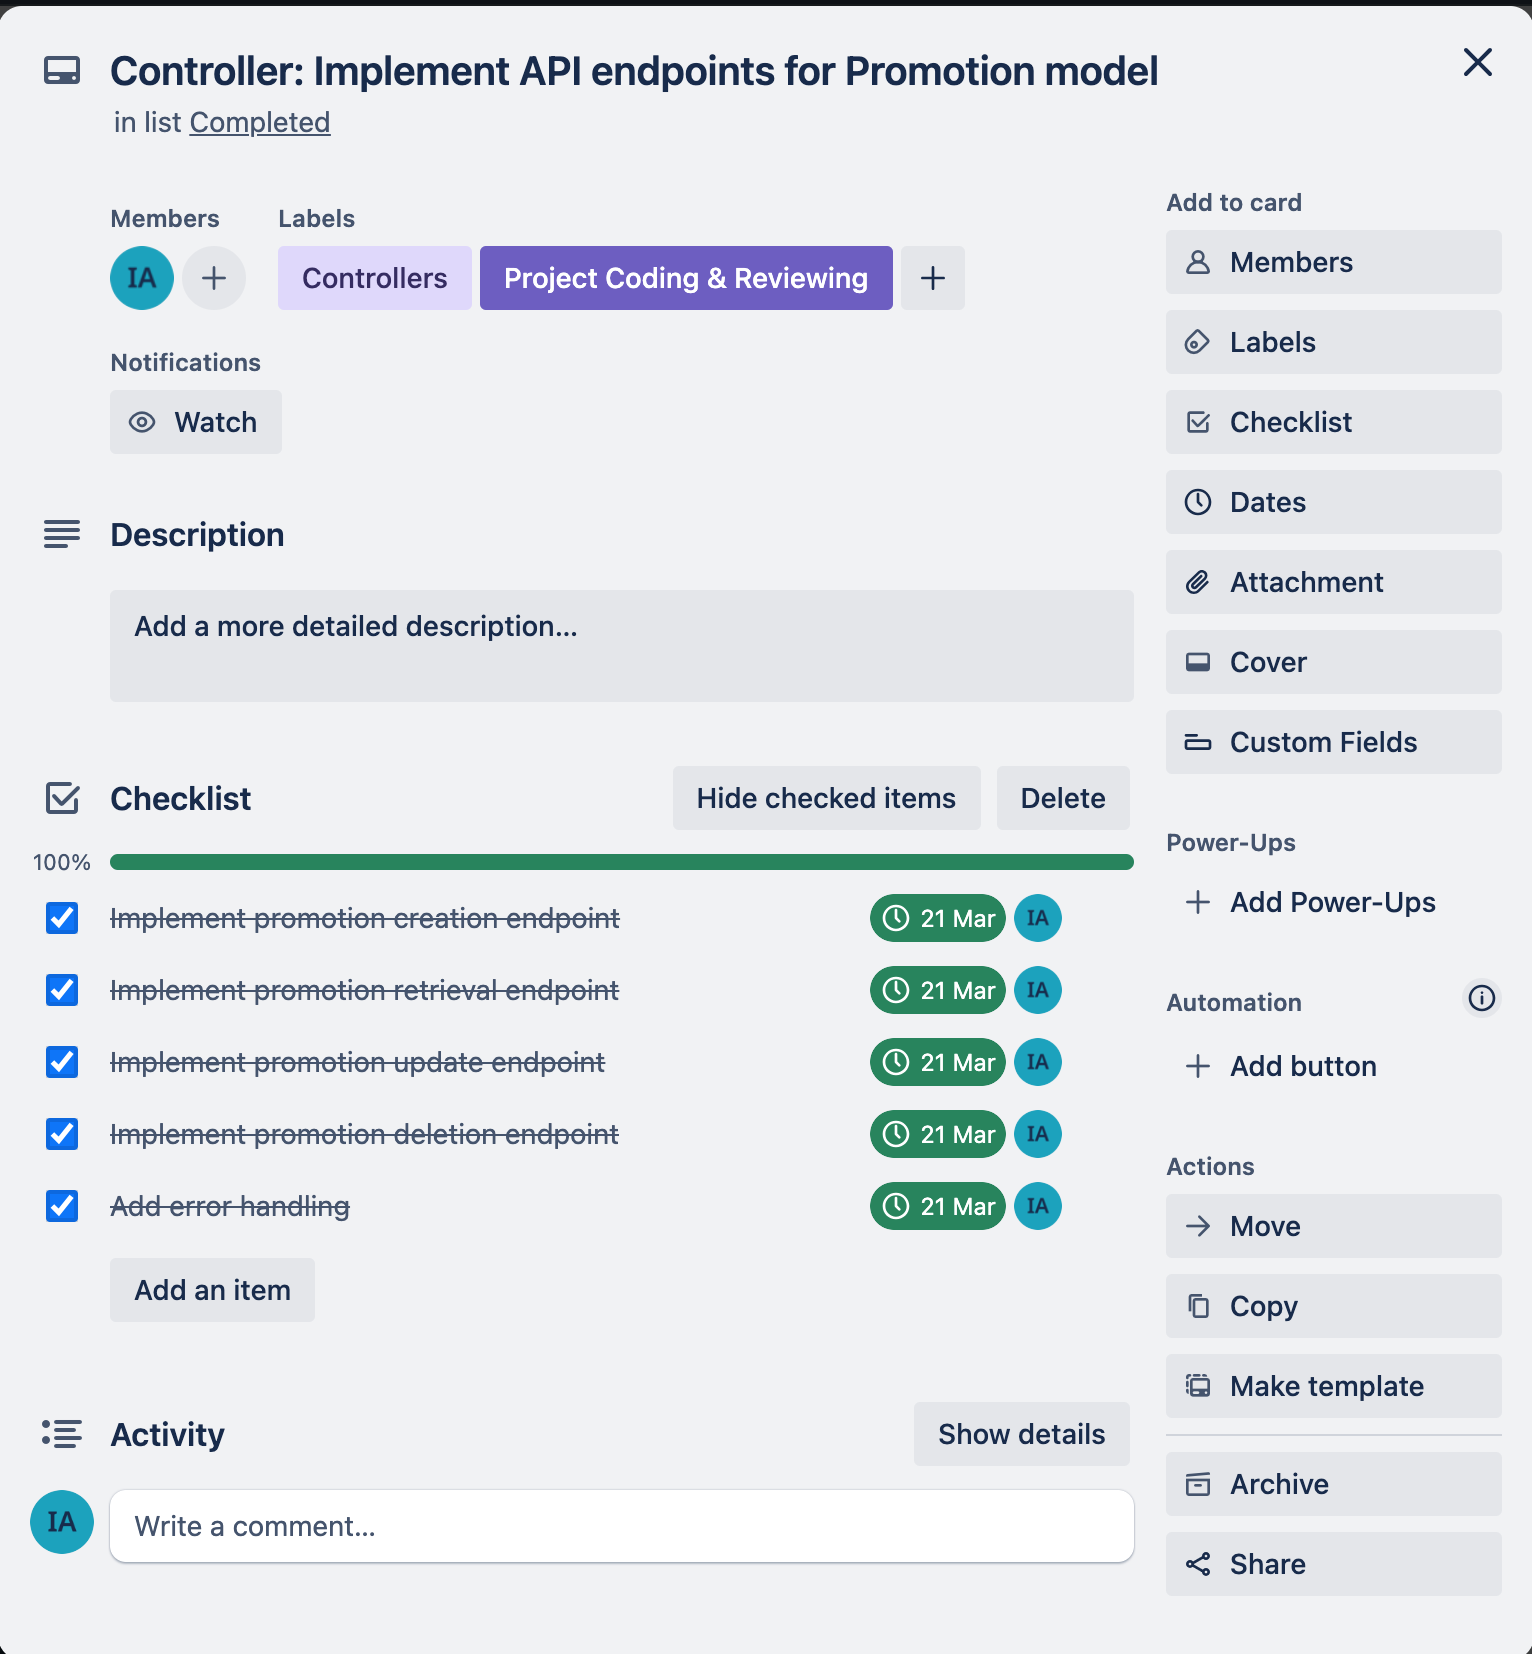 Controller: Implement API endpoints for Promotion model
in list Completed
Members
Labels
IA
Controllers
Project Coding & Reviewing
Notifications
Watch
Description
Add a more detailed description...
Checklist
Hide checked items
Delete
100%
Implement promotion creation endpoint
21 Mar
IA
Implement promotion retrieval endpoint
21 Mar
IA
Implement promotion update endpoint
21 Mar
IA
Implement promotion deletion endpoint
21 Mar
IA
Add error handling
21 Mar
IA
Add an item
Activity
Show details
IA
Write a comment...
Add to card
Members
Labels
Checklist
Dates
Attachment
Cover
Custom Fields
Power-Ups
Add Power-Ups
Automation
Add button
Actions
Move
Copy
Make template
Archive
Share